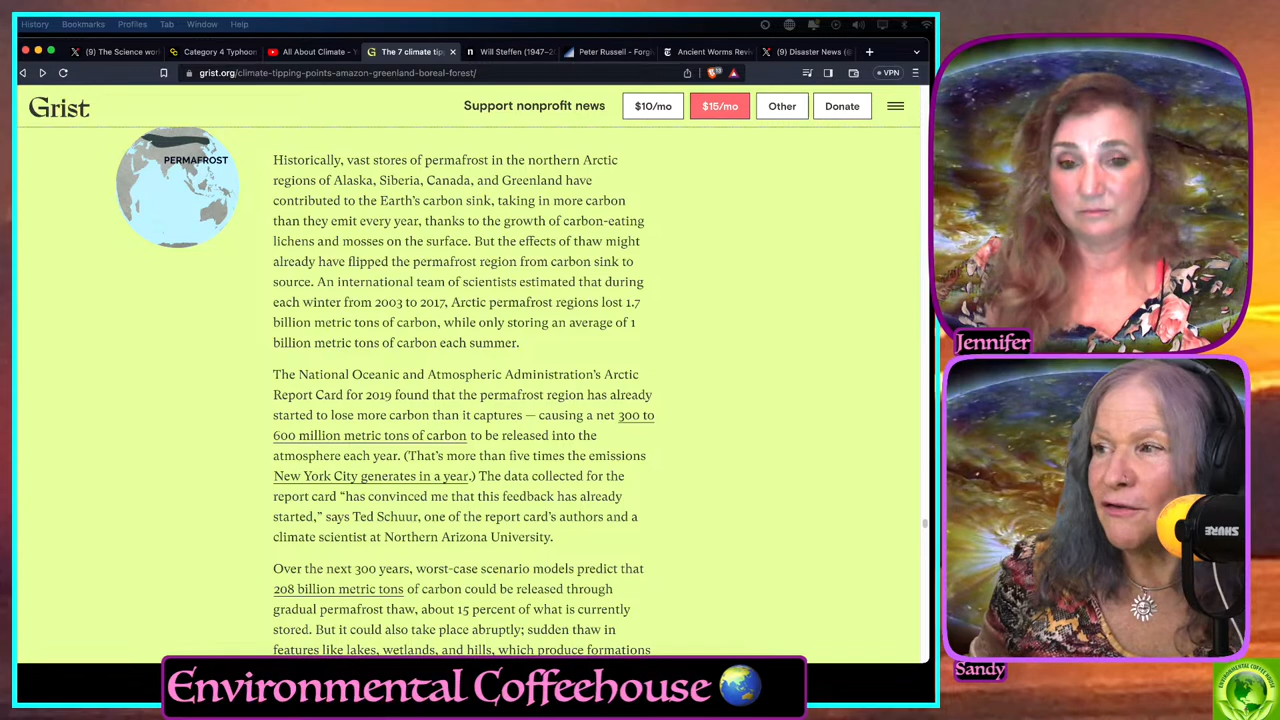 History Bookmarks Profiles Tab Window Help
(9) The Science wor
Category 4 Typhoon
All About Climate - Y
The 7 climate tip
Will Steffen (1947–2
Peter Russell - Forgi
Ancient Worms Revi
(9) Disaster News (@
grist.org/climate-tipping-points-amazon-greenland-boreal-forest/
VPN
Grist
Support nonprofit news
$10/mo
$15/mo
Other
Donate
PERMAFROST
Historically, vast stores of permafrost in the northern Arctic
regions of Alaska, Siberia, Canada, and Greenland have
contributed to the Earth's carbon sink, taking in more carbon
than they emit every year, thanks to the growth of carbon-eating
lichens and mosses on the surface. But the effects of thaw might
already have flipped the permafrost region from carbon sink to
source. An international team of scientists estimated that during
each winter from 2003 to 2017, Arctic permafrost regions lost 1.7
billion metric tons of carbon, while only storing an average of 1
billion metric tons of carbon each summer.
The National Oceanic and Atmospheric Administration's Arctic
Report Card for 2019 found that the permafrost region has already
started to lose more carbon than it captures — causing a net 300 to
600 million metric tons of carbon to be released into the
atmosphere each year. (That's more than five times the emissions
New York City generates in a year.) The data collected for the
report card “has convinced me that this feedback has already
started,” says Ted Schuur, one of the report card's authors and a
climate scientist at Northern Arizona University.
Over the next 300 years, worst-case scenario models predict that
208 billion metric tons of carbon could be released through
gradual permafrost thaw, about 15 percent of what is currently
stored. But it could also take place abruptly; sudden thaw in
features like lakes, wetlands, and hills, which produce formations
Jennifer
SHURE
Sandy
Environmental Coffeehouse
ENVIRONMENTAL COFFEEHOUSE